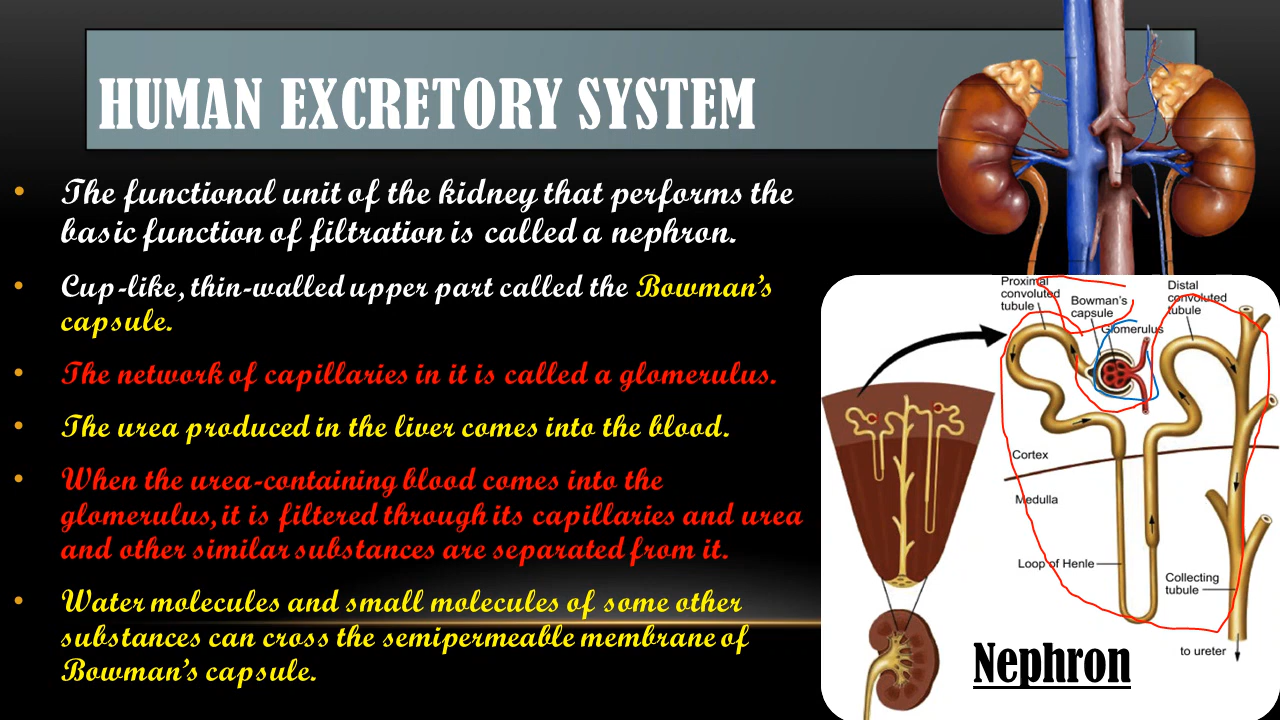 HUMAN EXCRETORY SYSTEM
• The functional unit of the kidney that performs the
basic function of filtration is called a nephron.
• Cup-like, thin-walled upper part called the Bowman's
capsule.
• The network of capillaries in it is called a glomerulus.
• The urea produced in the liver comes into the blood.
• When the urea-containing blood comes into the
glomerulus, it is filtered through its capillaries and urea
and other similar substances are separated from it.
• Water molecules and small molecules of some other
substances can cross the semipermeable membrane of
Bowman's capsule.
Proximal
convoluted
tubule
Bowman's
capsule
Glomerulus
Distal
convoluted
tubule
Cortex
Medulla
Loop of Henle
Collecting
tubule
to ureter
Nephron